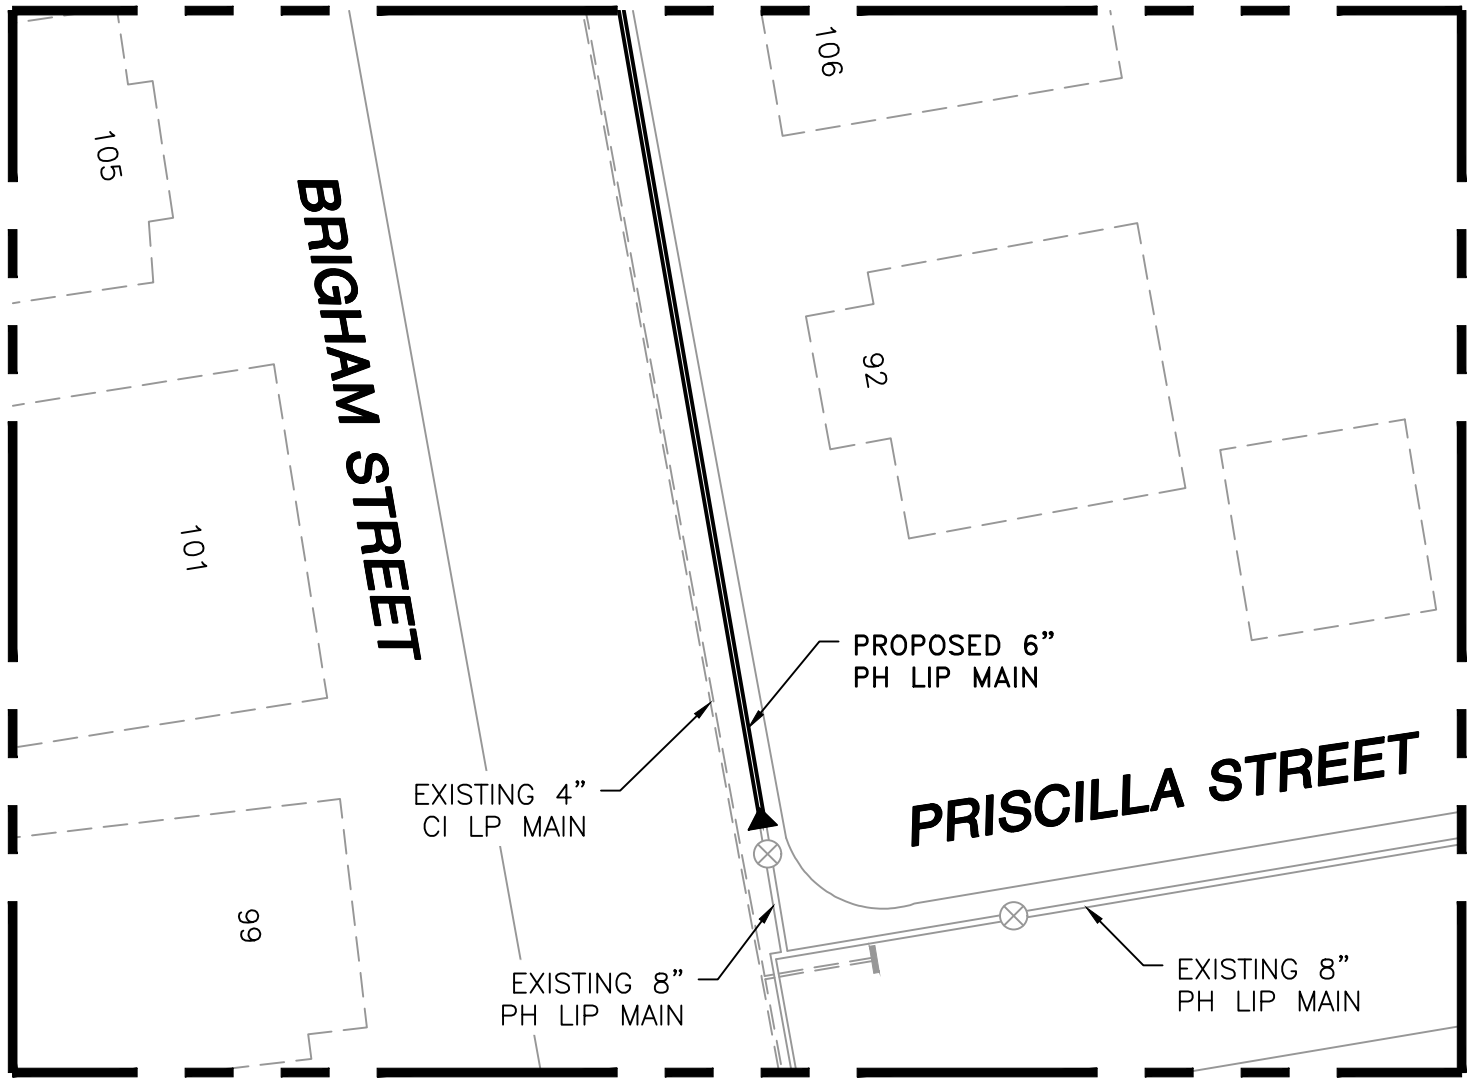 106
105
BRIGHAM STREET
92
101
PROPOSED 6”
PH LIP MAIN
PRISCILLA STREET
EXISTING 4”
CI LP MAIN
99
EXISTING 8”
PH LIP MAIN
EXISTING 8”
PH LIP MAIN